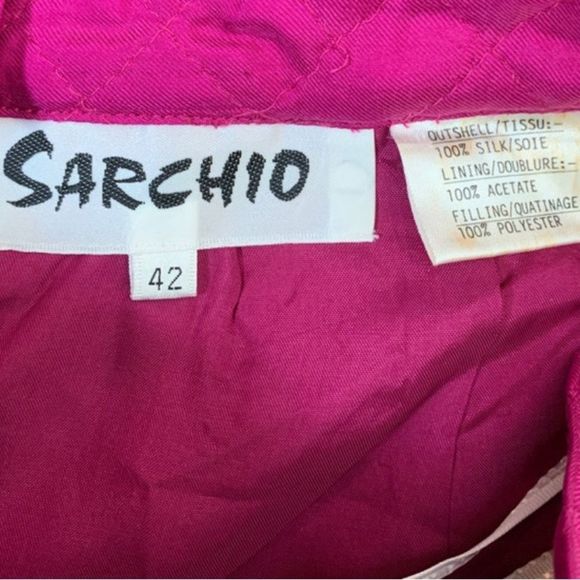 SARCHIO
42
OUTSHELL/TISSU:-
100% SILK/SOIE
LINING/DOUBLURE:-
100% ACETATE
FILLING/QUATINAGE
100% POLYESTER